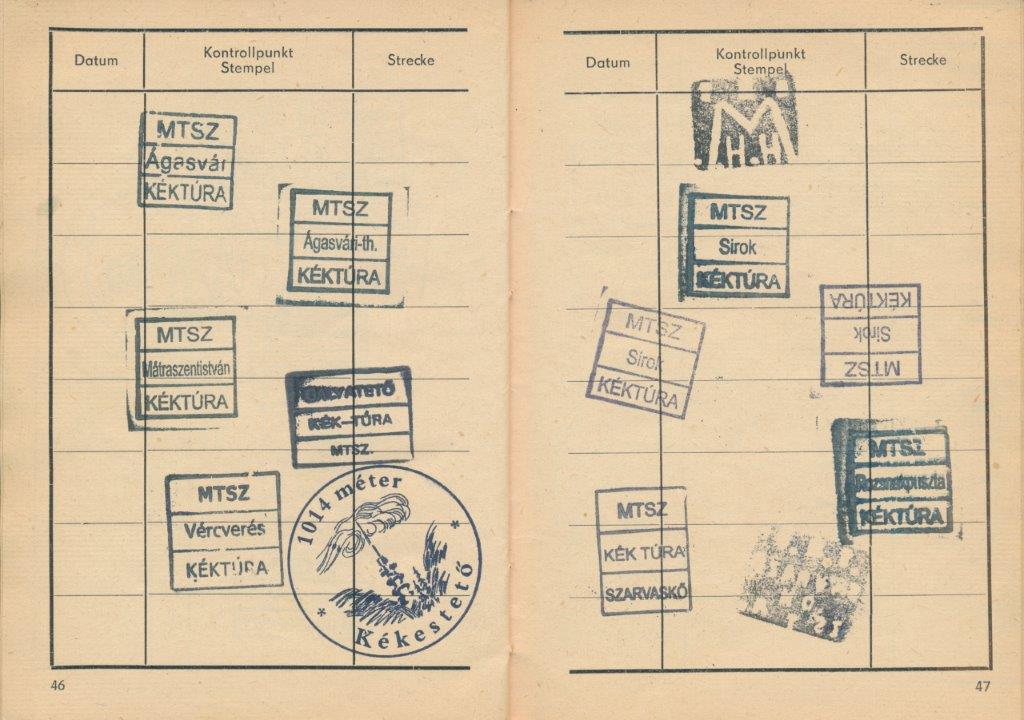 Datum
Kontrollpunkt
Stempel
Strecke
MTSZ
Ágasvár
KÉKTÚRA
MTSZ
Ágasvári-th.
KÉKTÚRA
MTSZ
Mátraszentistván
KÉKTÚRA
GALYATETŐ
KÉK-TÚRA
MTSZ.
MTSZ
Vércverés
KÉKTÚRA
1014 méter
* *
Kékestető
46
Datum
Kontrollpunkt
Stempel
Strecke
M
.H.H
MTSZ
Sirok
KÉKTÚRA
MTSZ
Sirok
KÉKTÚRA
MTSZ
Sirok
KÉKTÚRA
MTSZ
Rozsnakpuszta
KÉKTÚRA
MTSZ
KÉK TÚRA
SZARVASKŐ
47